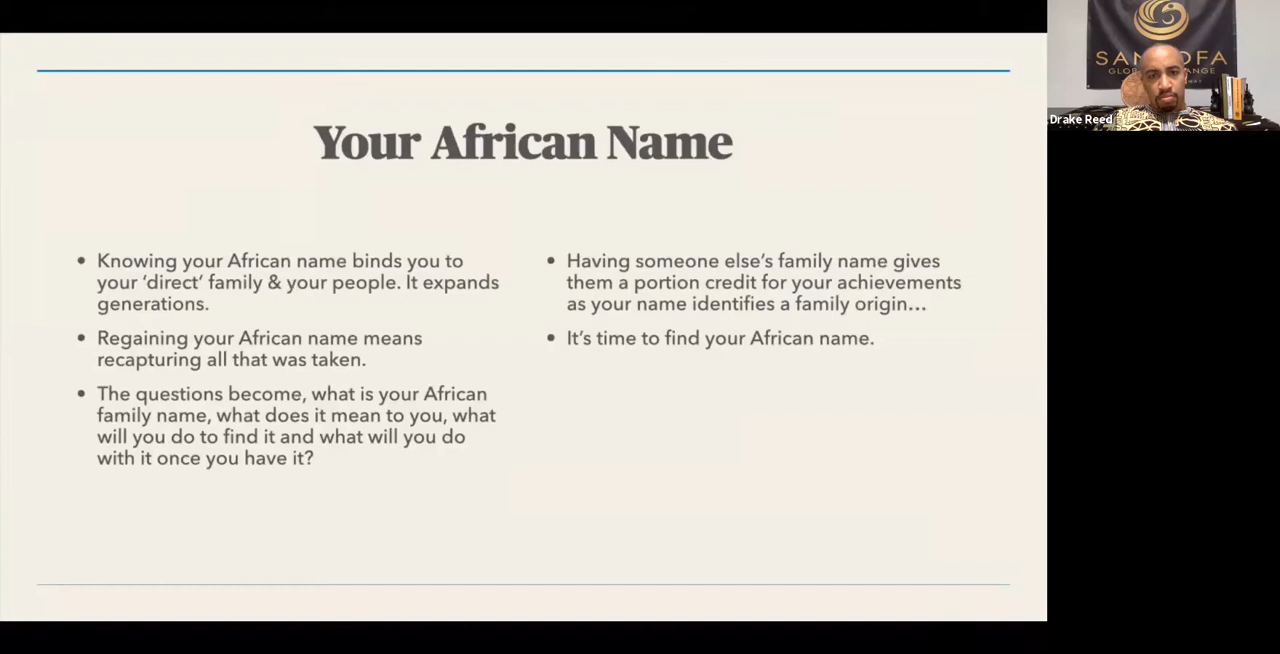 Your African Name
• Knowing your African name binds you to
your ‘direct’ family & your people. It expands
generations.
• Regaining your African name means
recapturing all that was taken.
• The questions become, what is your African
family name, what does it mean to you, what
will you do to find it and what will you do
with it once you have it?
• Having someone else’s family name gives
them a portion credit for your achievements
as your name identifies a family origin…
• It’s time to find your African name.
Drake Reed